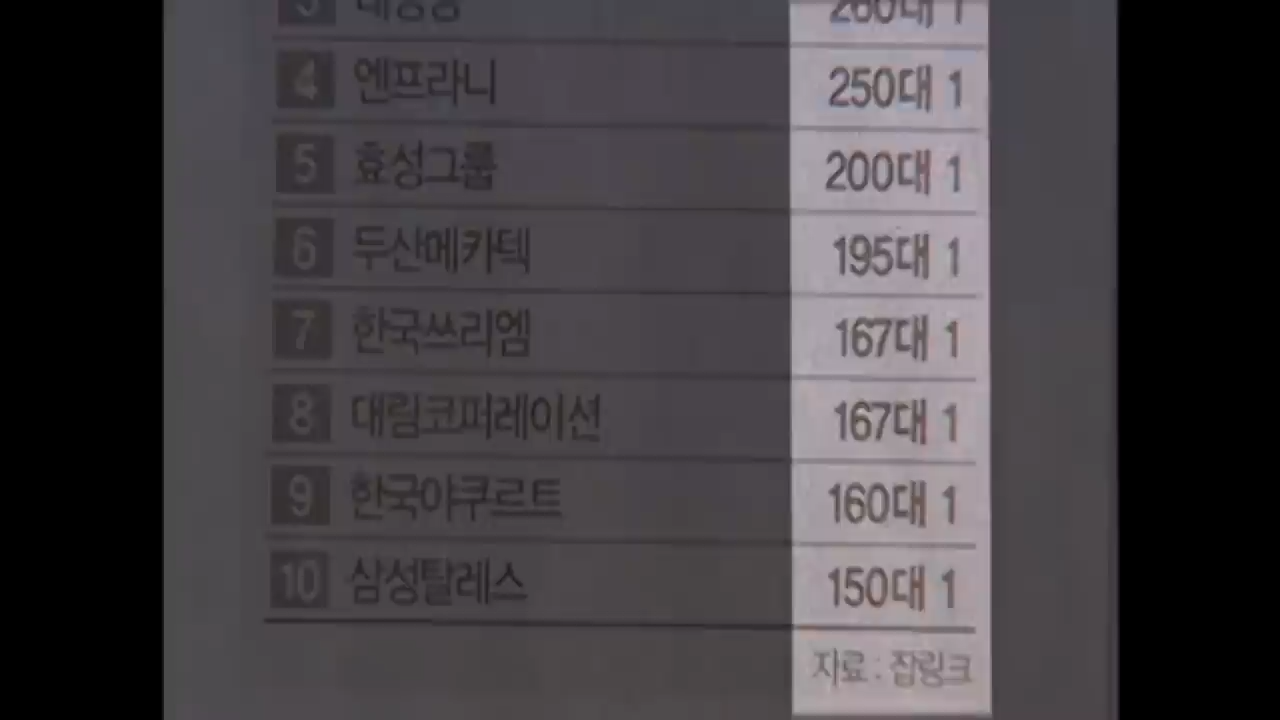 4 엔프라니 250대 1
5 효성그룹 200대 1
6 두산메카텍 195대 1
7 한국쓰리엠 167대 1
8 대림코퍼레이션 167대 1
9 한국야쿠르트 160대 1
10 삼성탈레스 150대 1
자료 : 잡링크